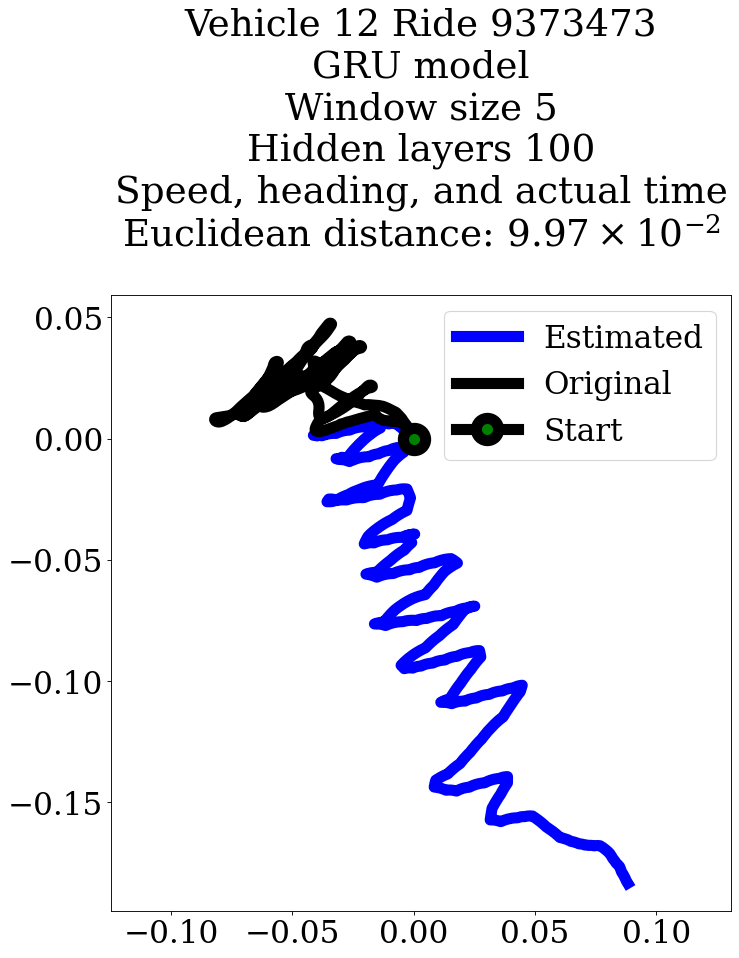 Vehicle 12 Ride 9373473
GRU model
Window size 5
Hidden layers 100
Speed, heading, and actual time
Euclidean distance: 9.97 × 10⁻²
0.05
0.00
−0.05
−0.10
−0.15
Estimated
Original
Start
−0.10
−0.05
0.00
0.05
0.10